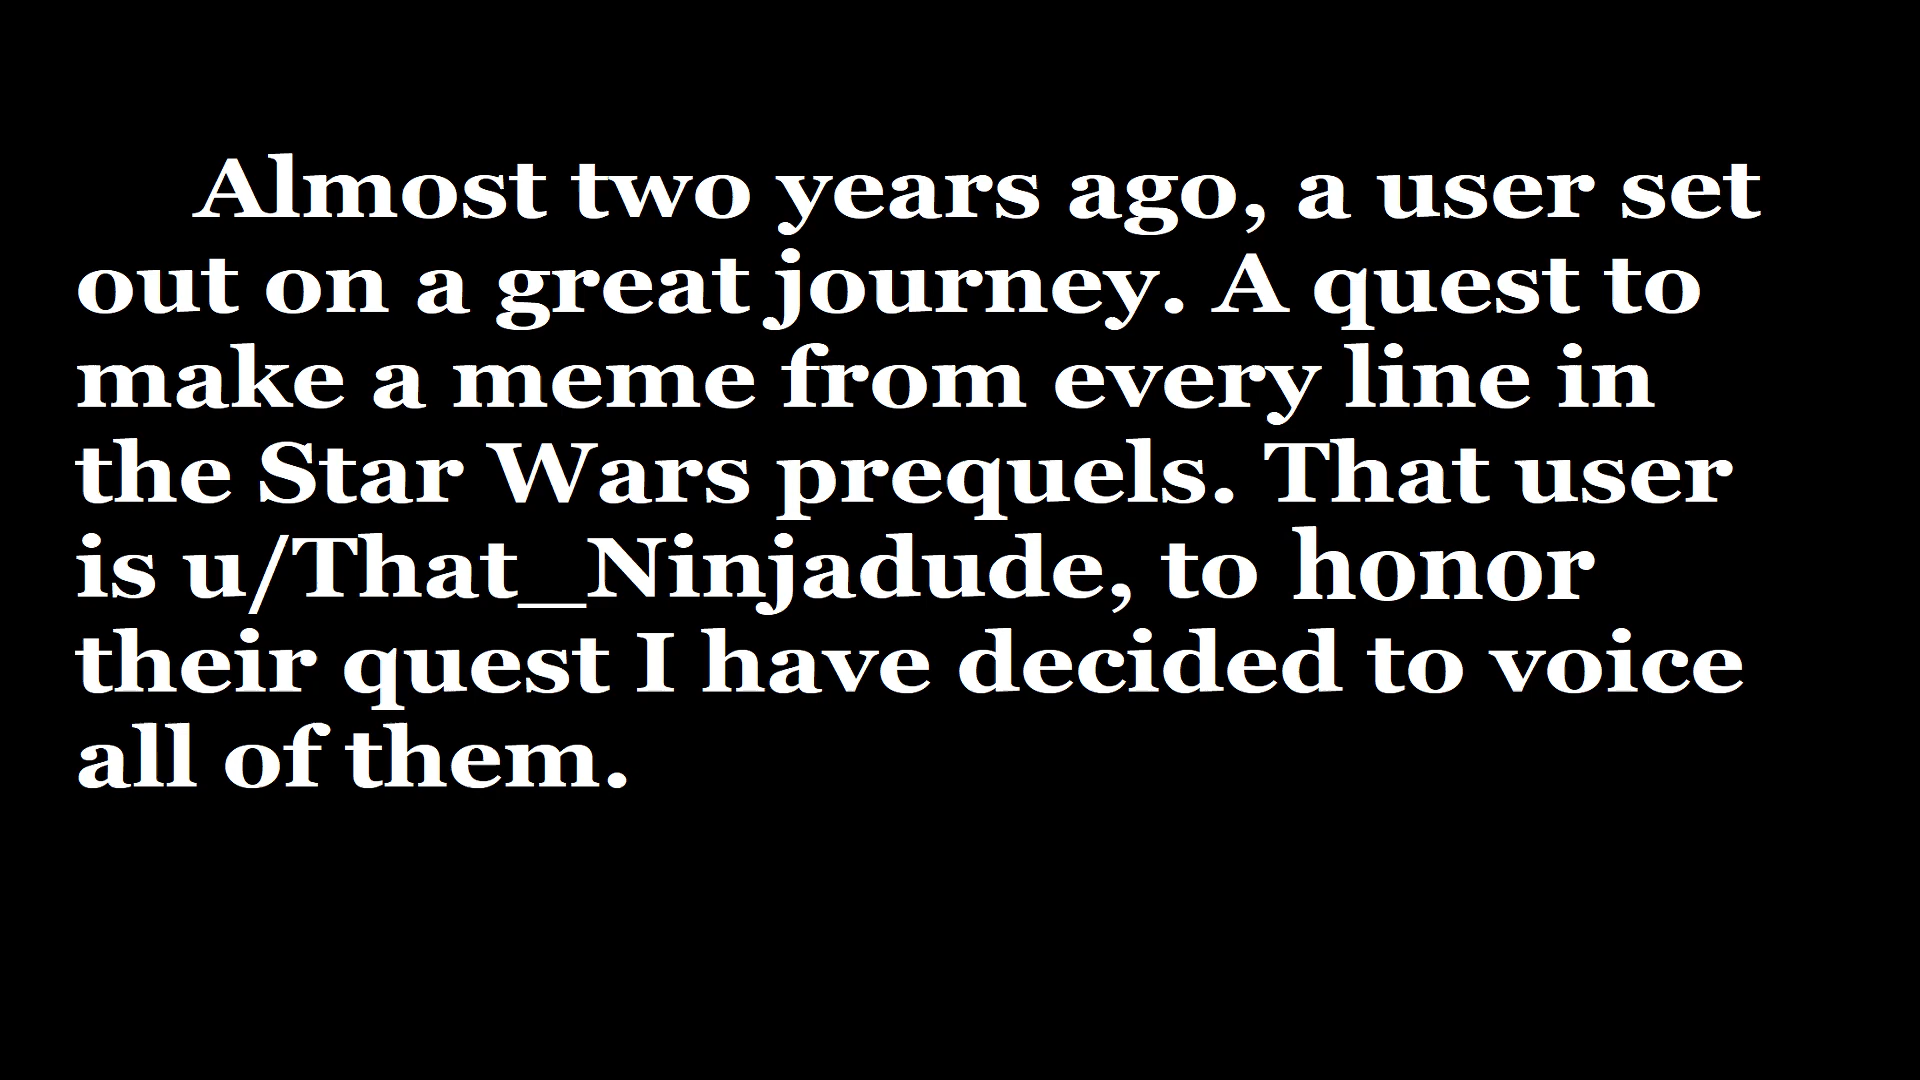 Almost two years ago, a user set
out on a great journey. A quest to
make a meme from every line in
the Star Wars prequels. That user
is u/That_Ninjadude, to honor
their quest I have decided to voice
all of them.